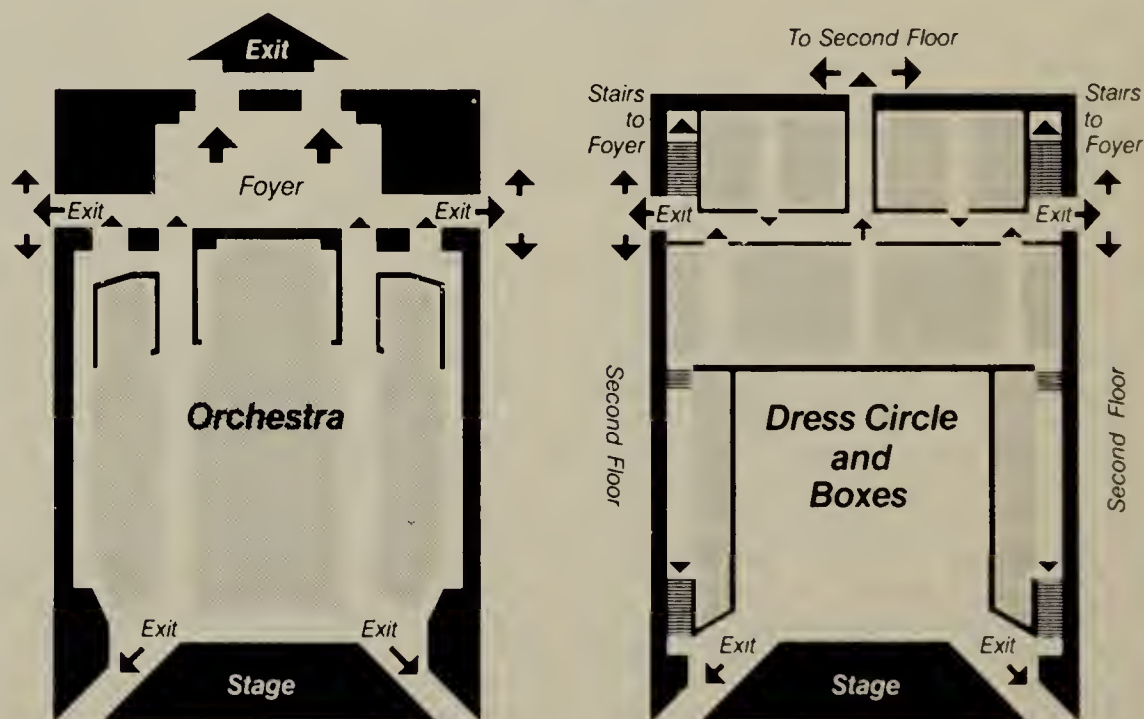 Exit
Foyer
Exit
Exit
Orchestra
Exit
Exit
Stage
To Second Floor
Stairs
to
Foyer
Stairs
to
Foyer
Exit
Exit
Second Floor
Dress Circle
and
Boxes
Second Floor
Exit
Exit
Stage